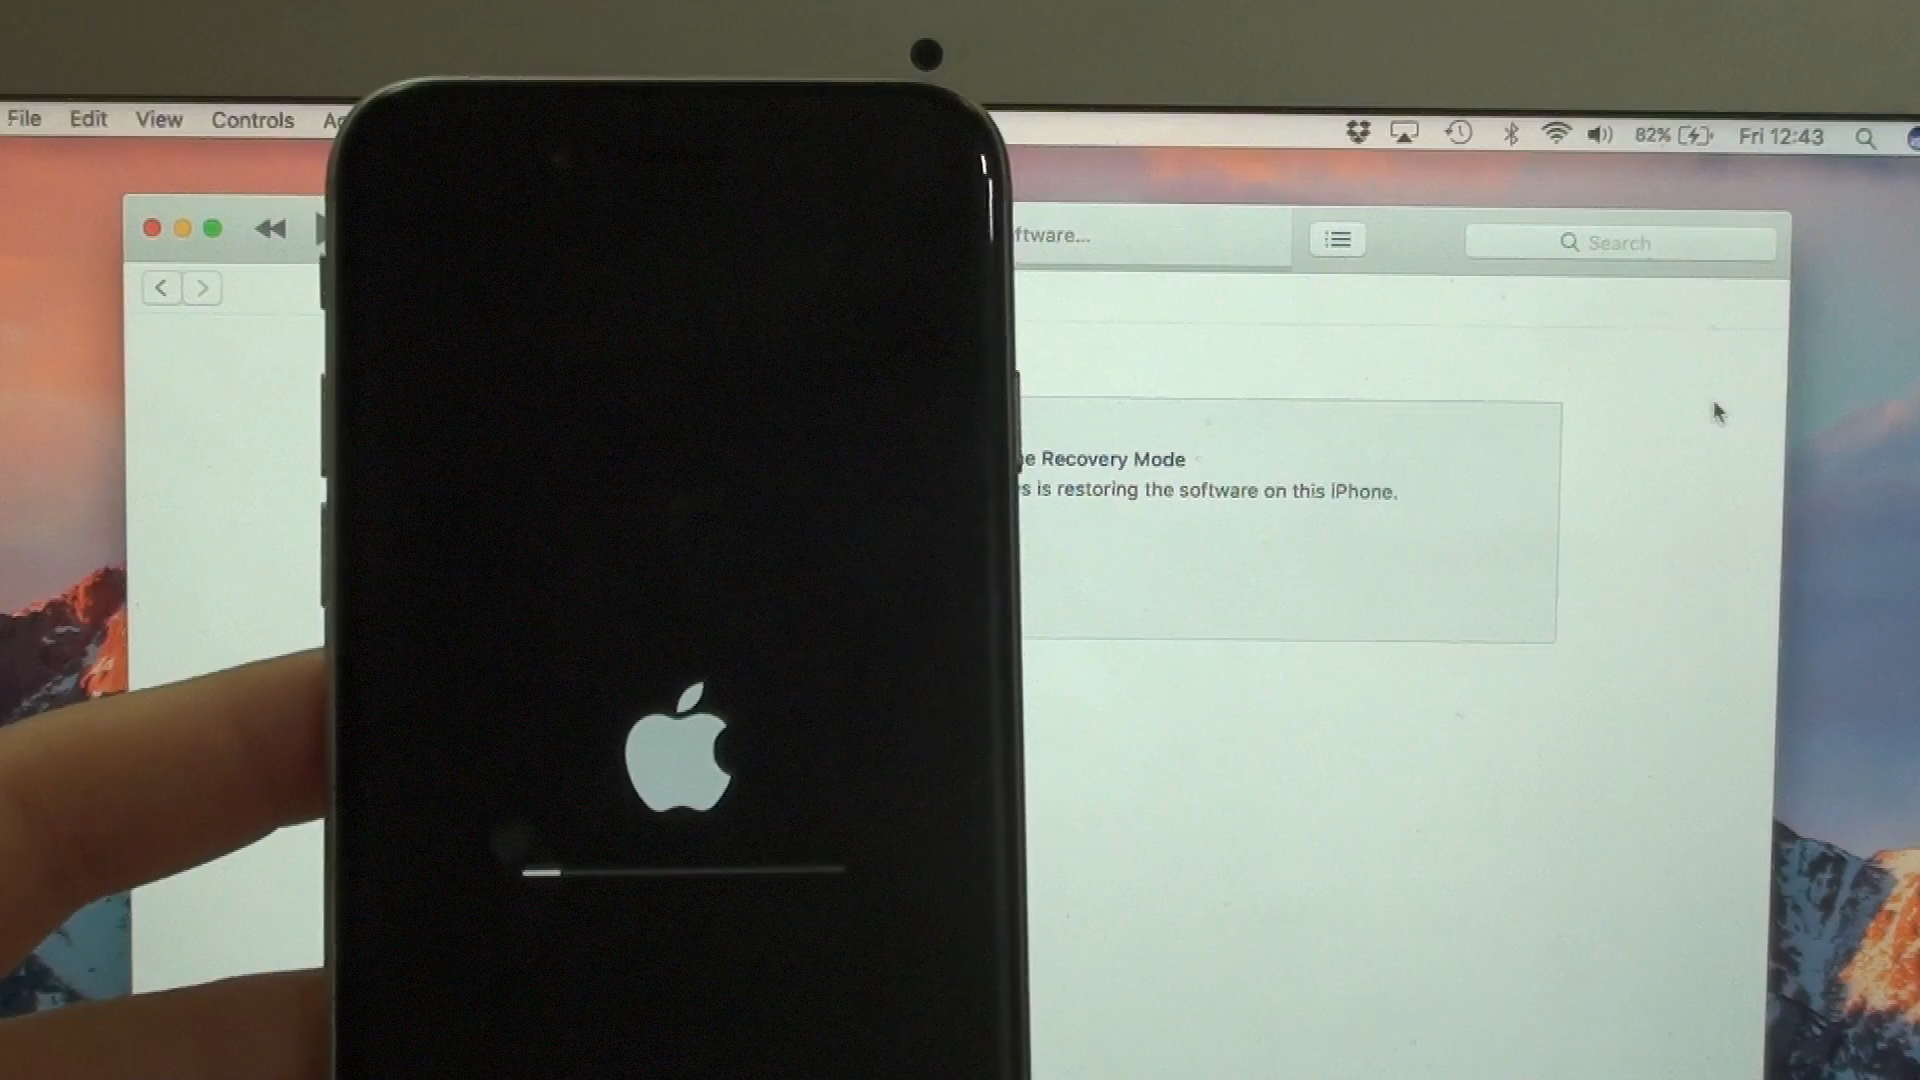 File Edit View Controls
82% Fri 12:43
ftware...
Search
e Recovery Mode
s is restoring the software on this iPhone.